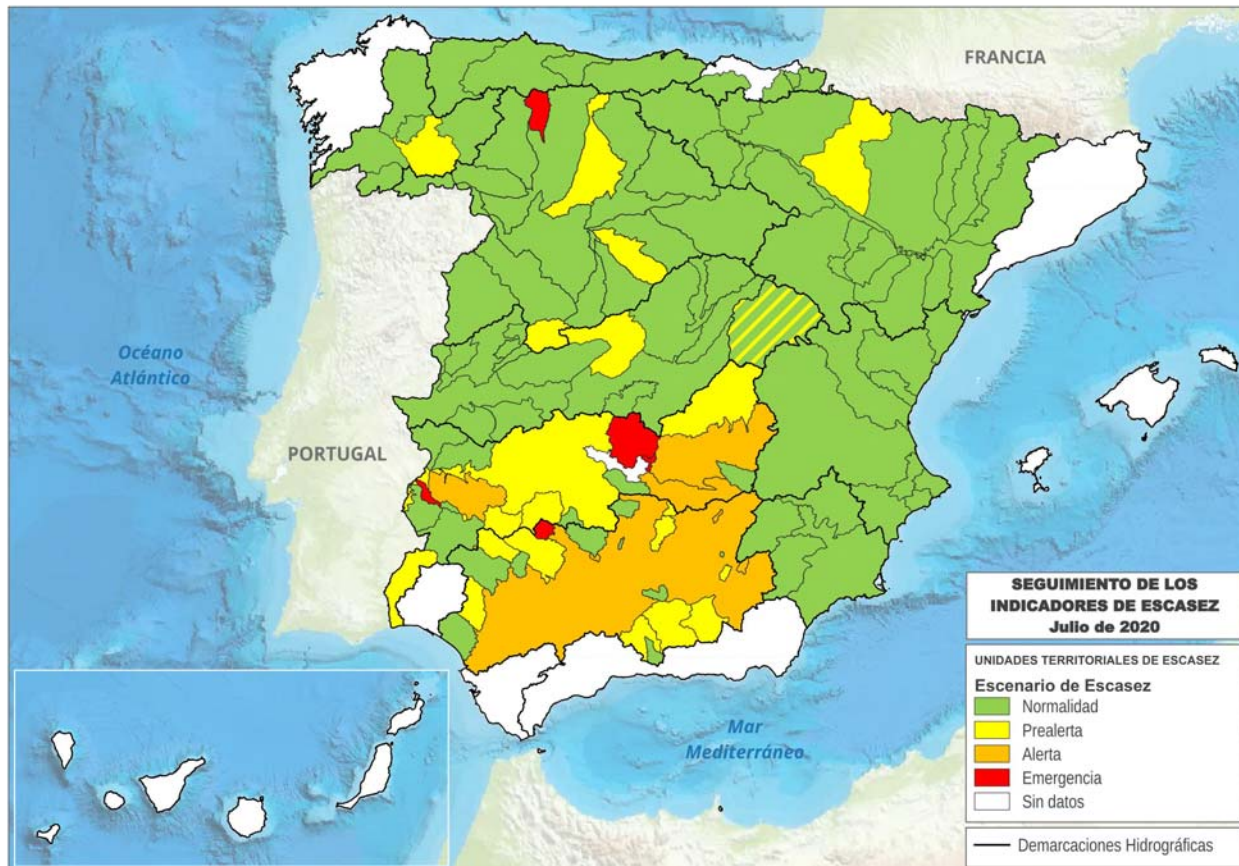 FRANCIA
Océano
Atlántico
PORTUGAL
Mar
Mediterráneo
SEGUIMIENTO DE LOS
INDICADORES DE ESCASEZ
Julio de 2020
UNIDADES TERRITORIALES DE ESCASEZ
Escenario de Escasez
Normalidad
Prealerta
Alerta
Emergencia
Sin datos
Demarcaciones Hidrográficas